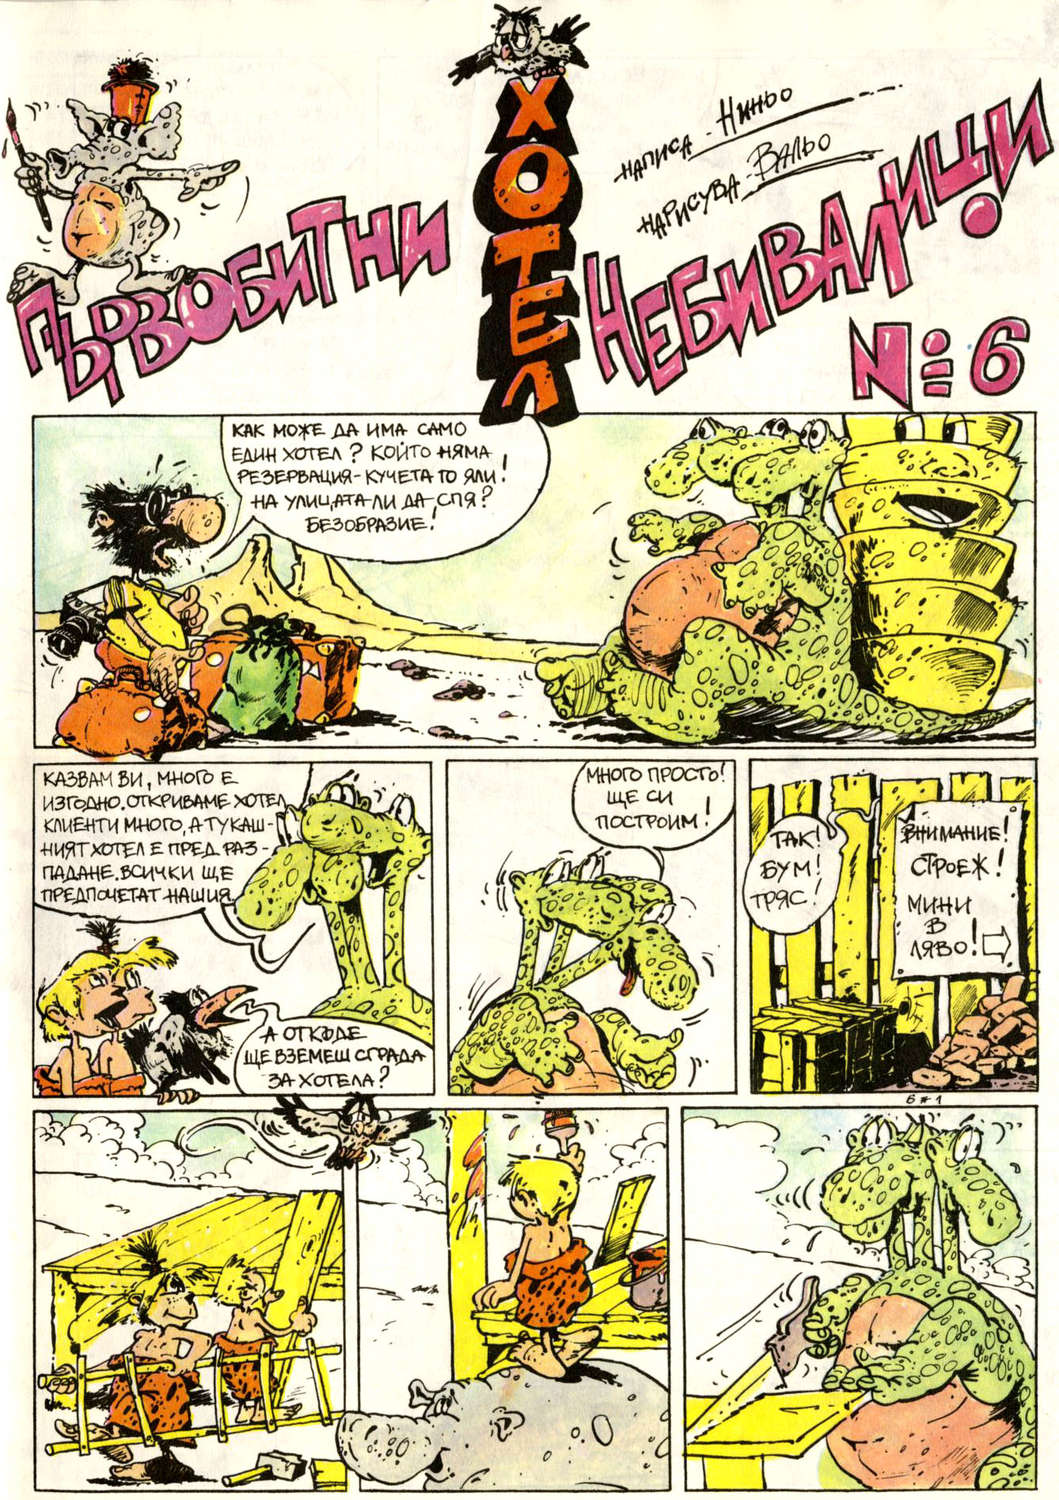 ХОТЕЛ
ПЪРВОБИТНИ
НЕБИВАЛИЦИ
№ 6
НАПИСА - НИНЬО
НАРИСУВА - ВАЛЬО
КАК МОЖЕ ДА ИМА САМО
ЕДИН ХОТЕЛ? КОЙТО НЯМА
РЕЗЕРВАЦИЯ - КУЧЕТА ГО ЯЛИ!
НА УЛИЦАТА ЛИ ДА СПЯ?
БЕЗОБРАЗИЕ!
КАЗВАМ ВИ, МНОГО Е
ИЗГОДНО. ОТКРИВАМЕ ХОТЕЛ
КЛИЕНТИ МНОГО, А ТУКАШ-
НИЯТ ХОТЕЛ Е ПРЕД РАЗ-
ПАДАНЕ. ВСИЧКИ ЩЕ
ПРЕДПОЧЕТАТ НАШИЯ
А ОТКЪДЕ
ЩЕ ВЗЕМЕШ СГРАДА
ЗА ХОТЕЛА?
МНОГО ПРОСТО!
ЩЕ СИ
ПОСТРОИМ!
ТАК!
БУМ!
ТРЯС!
ВНИМАНИЕ!
СТРОЕЖ!
МИНИ
В
ЛЯВО!
6#1